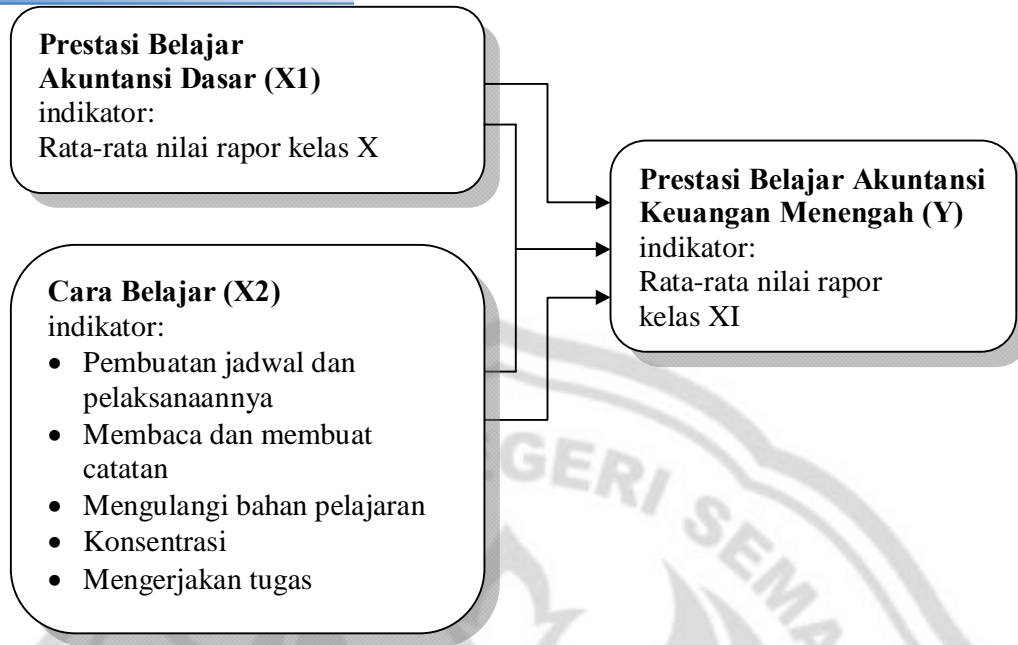 Prestasi Belajar
Akuntansi Dasar (X1)
indikator:
Rata-rata nilai rapor kelas X
Prestasi Belajar Akuntansi
Keuangan Menengah (Y)
indikator:
Rata-rata nilai rapor
kelas XI
Cara Belajar (X2)
indikator:
• Pembuatan jadwal dan
pelaksanaannya
• Membaca dan membuat
catatan
• Mengulangi bahan pelajaran
• Konsentrasi
• Mengerjakan tugas